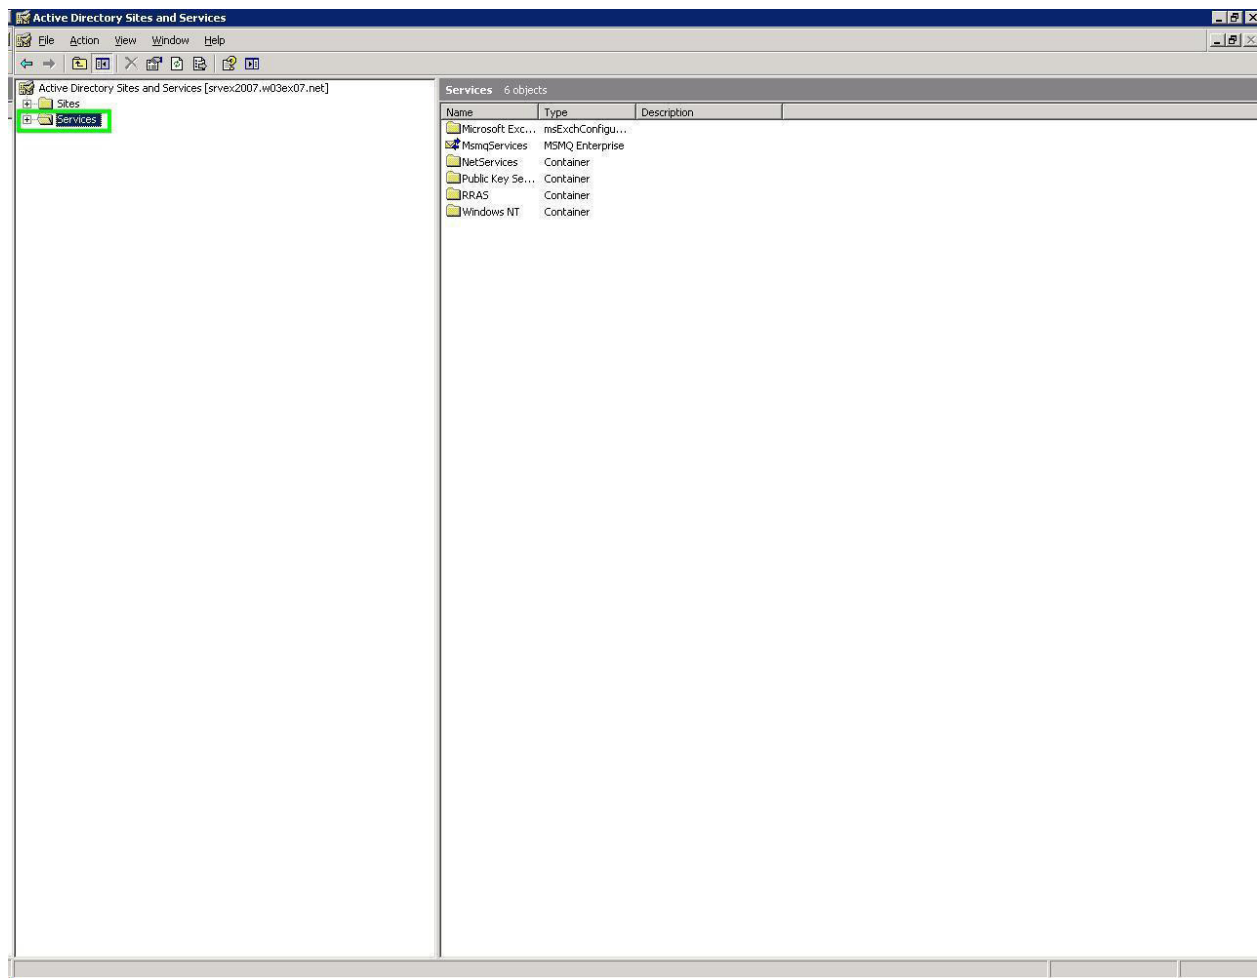 Active Directory Sites and Services
File Action View Window Help
Active Directory Sites and Services [srvex2007.w03ex07.net]
Sites
Services
Services 6 objects
Name Type Description
Microsoft Exc... msExchConfigu...
MsmqServices MSMQ Enterprise
NetServices Container
Public Key Se... Container
RRAS Container
Windows NT Container